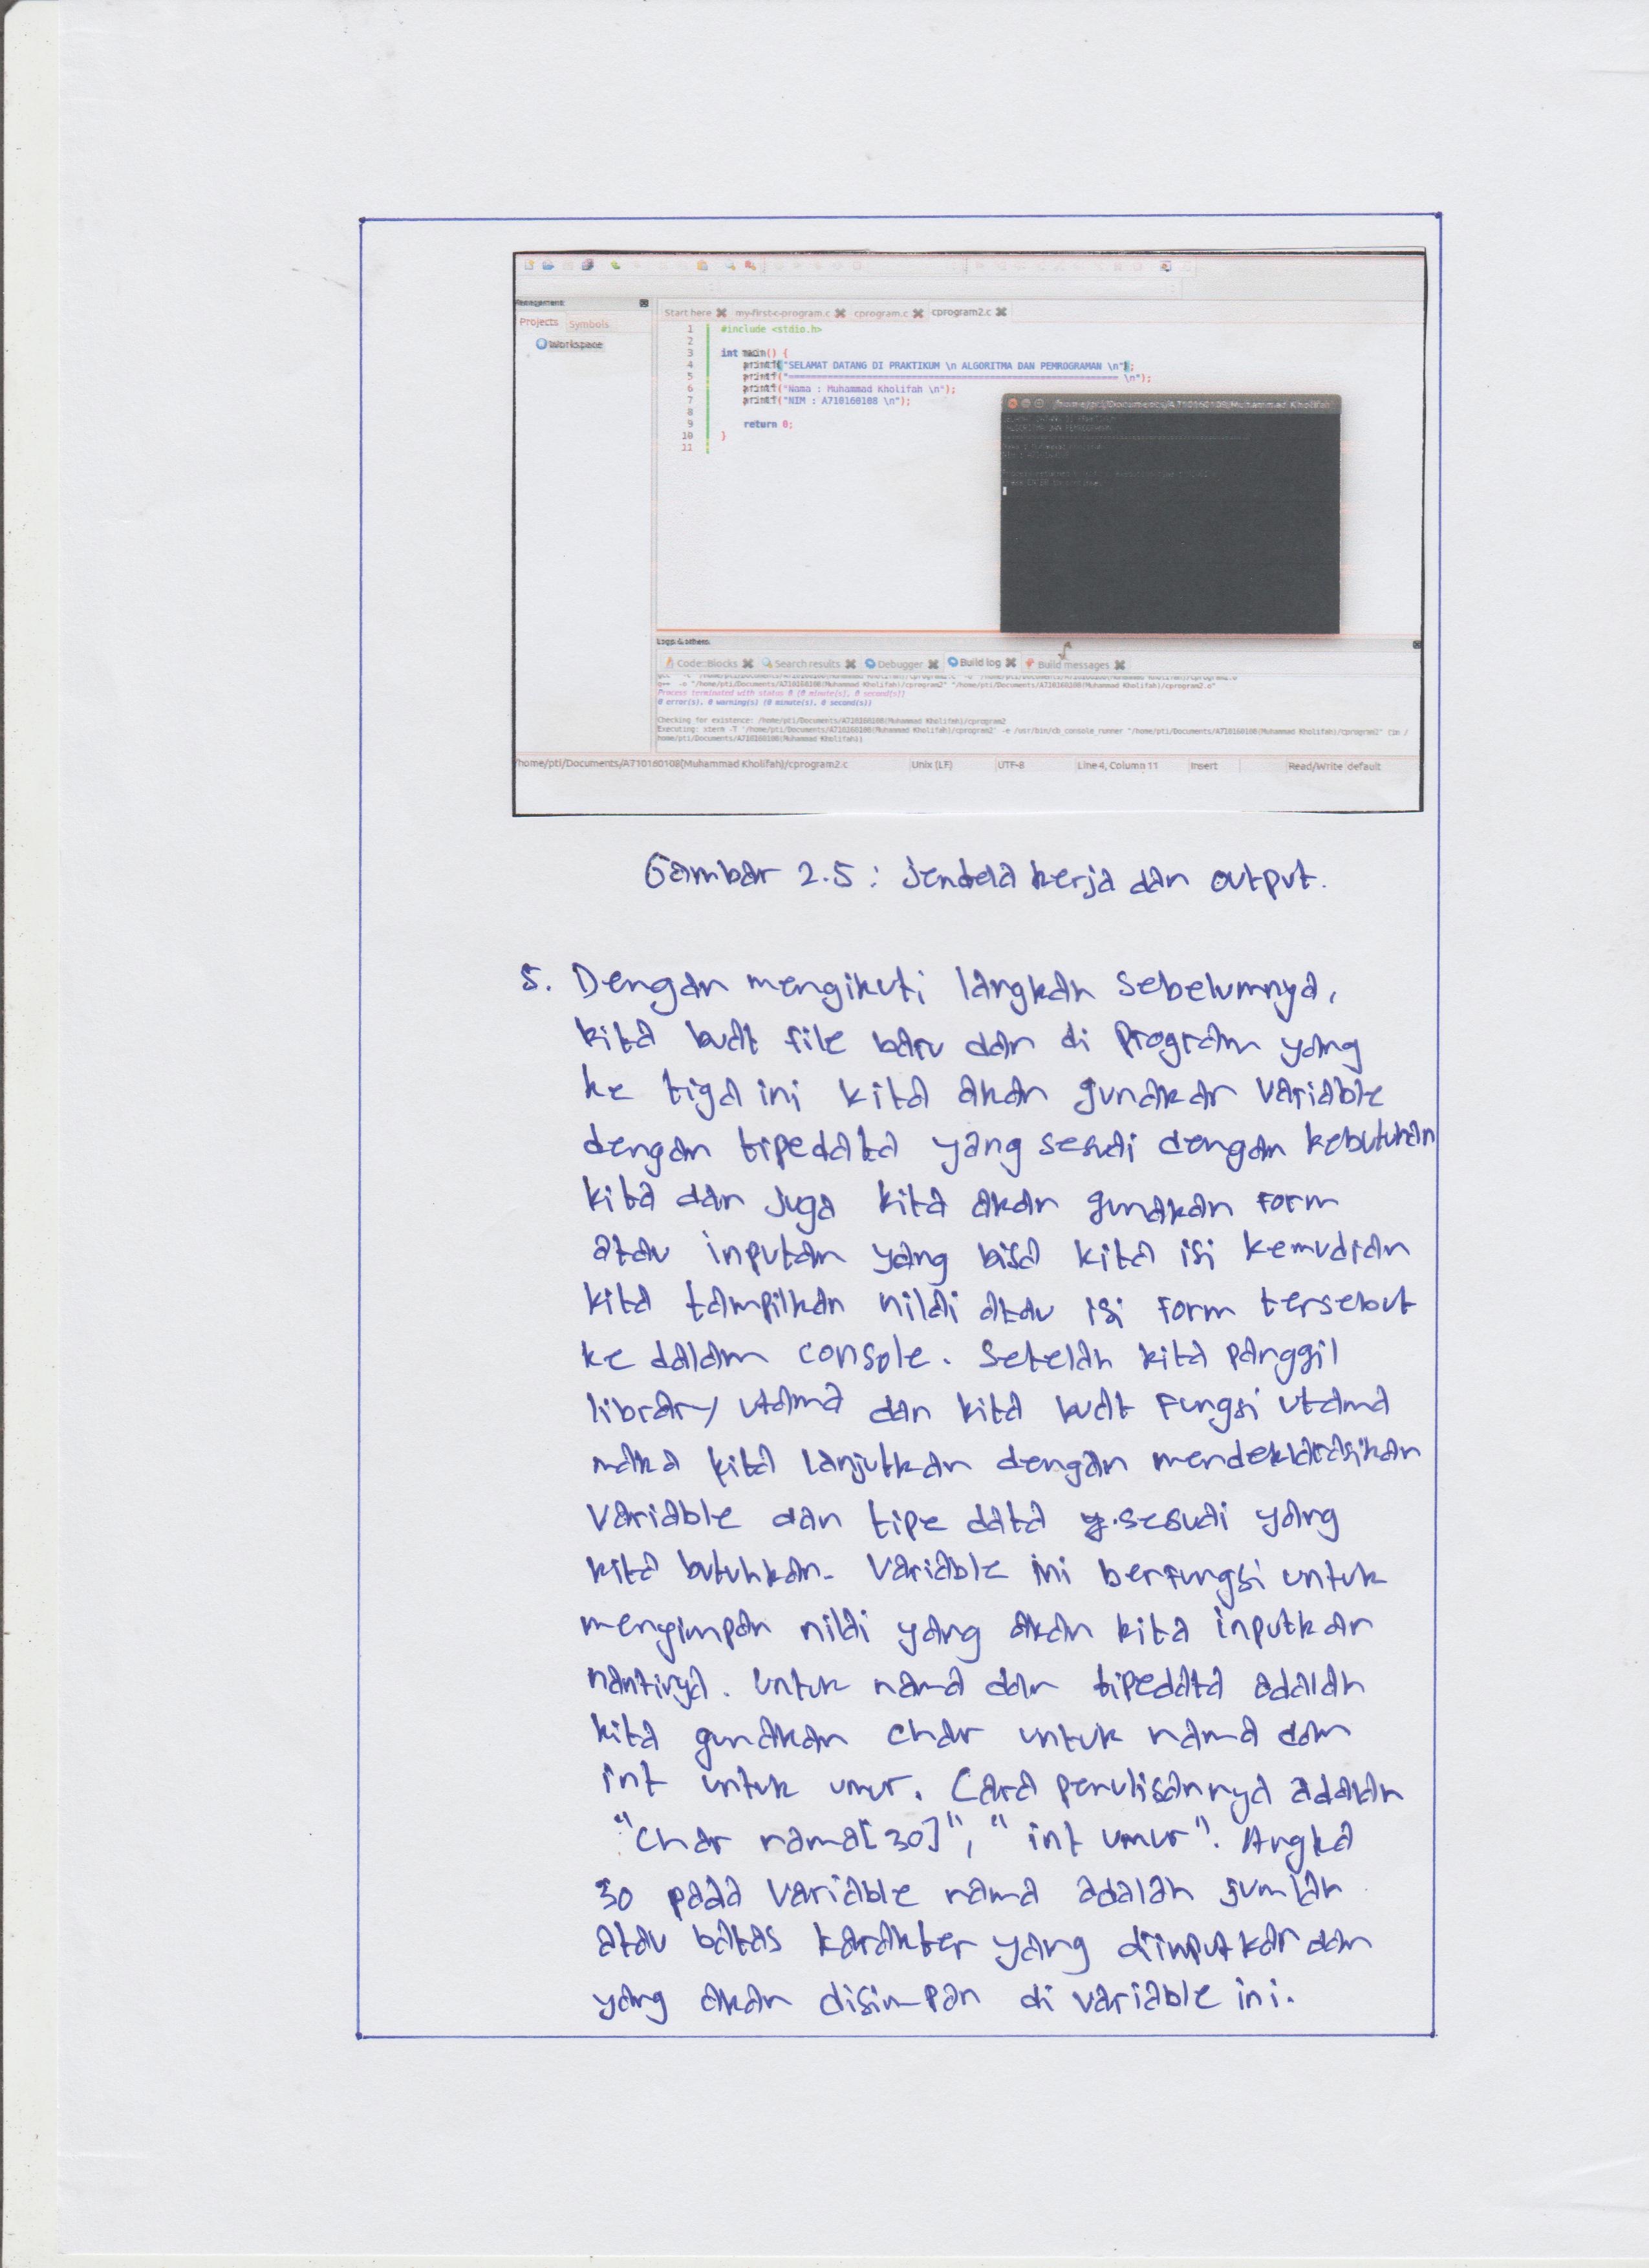 Management
Projects Symbols
Workspace
Start here my-first-c-program.c cprogram.c cprogram2.c
1 #include <stdio.h>
2
3 int main() {
4 printf("SELAMAT DATANG DI PRAKTIKUM \n ALGORITMA DAN PEMROGRAMAN \n");
5 printf("============================================================ \n");
6 printf("Nama : Muhammad Kholifah \n");
7 printf("NIM : A710160108 \n");
8
9 return 0;
10 }
11
/home/pti/Documents/A710160108(Muhammad Kholifah
Logs & others
Code::Blocks Search results Debugger Build log Build messages
g++ -o "/home/pti/Documents/A710160108(Muhammad Kholifah)/cprogram2" "/home/pti/Documents/A710160108(Muhammad Kholifah)/cprogram2.o"
Process terminated with status 0 (0 minute(s), 0 second(s))
0 error(s), 0 warning(s) (0 minute(s), 0 second(s))
Checking for existence: /home/pti/Documents/A710160108(Muhammad Kholifah)/cprogram2
Executing: xterm -T '/home/pti/Documents/A710160108(Muhammad Kholifah)/cprogram2' -e /usr/bin/cb_console_runner "/home/pti/Documents/A710160108(Muhammad Kholifah)/cprogram2" (in /
home/pti/Documents/A710160108(Muhammad Kholifah))
/home/pti/Documents/A710160108(Muhammad Kholifah)/cprogram2.c Unix (LF) UTF-8 Line 4, Column 11 Insert Read/Write default
Gambar 2.5 : jendela kerja dan output.
5. Dengan mengikuti langkah sebelumnya,
kita buat file baru dan di program yang
ke tiga ini kita akan gunakan variable
dengan tipedata yang sesuai dengan kebutuhan
kita dan juga kita akan gunakan form
atau inputan yang bisa kita isi kemudian
kita tampilkan nilai atau isi form tersebut
ke dalam console. Setelah kita panggil
library utama dan kita buat fungsi utama
maka kita lanjutkan dengan mendeklarasikan
variable dan tipe data sesuai yang
kita butuhkan. Variable ini berfungsi untuk
menyimpan nilai yang akan kita inputkan
nantinya. Untuk nama dan tipedata adalah
kita gunakan char untuk nama dan
int untuk umur. Cara penulisannya adalah
"char nama[30]", "int umur". Angka
30 pada variable nama adalah jumlah
atau batas karakter yang diinputkan dan
yang akan disimpan di variable ini.